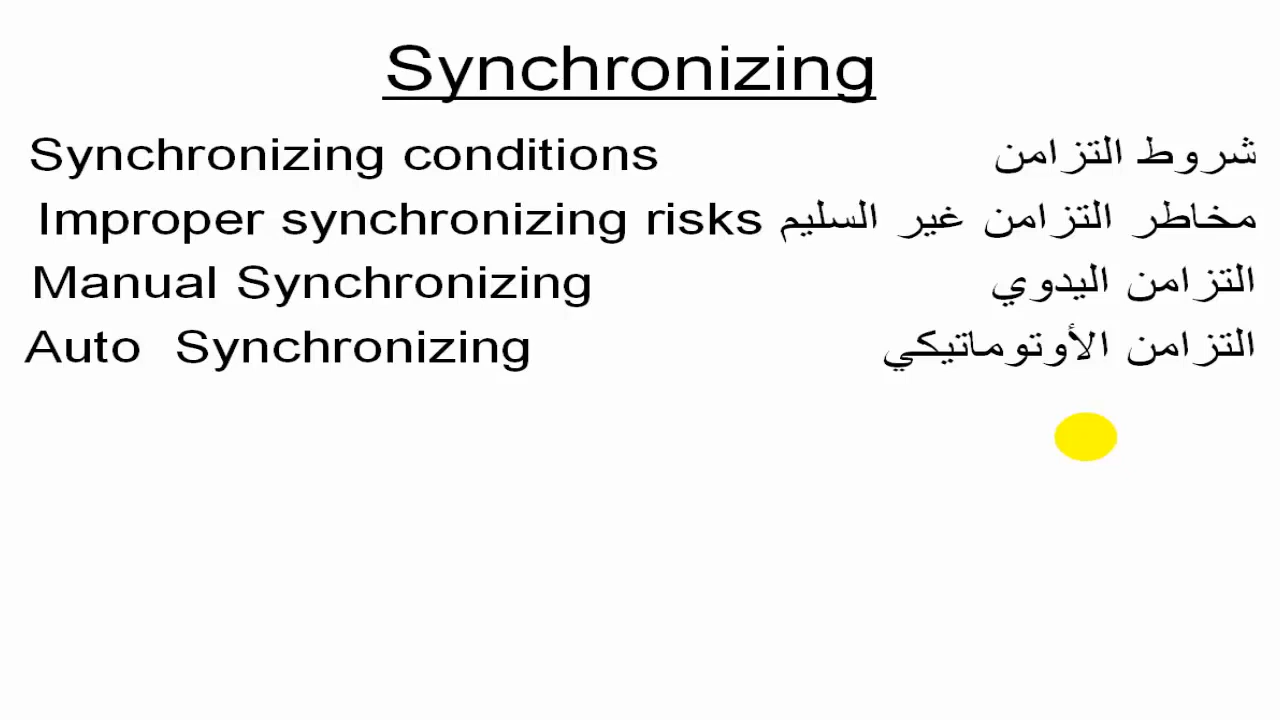 Synchronizing
Synchronizing conditions شروط التزامن
Improper synchronizing risks مخاطر التزامن غير السليم
Manual Synchronizing التزامن اليدوي
Auto Synchronizing التزامن الأوتوماتيكي